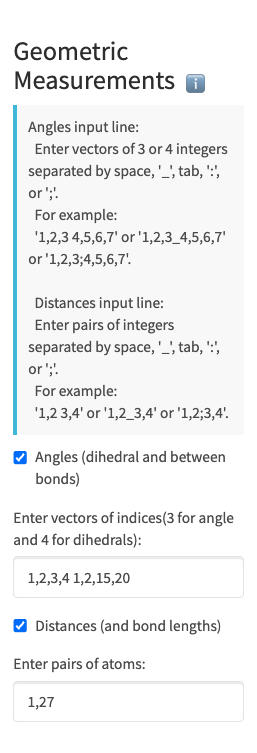 Geometric
Measurements ℹ️
Angles input line:
Enter vectors of 3 or 4 integers
separated by space, '_', tab, ':',
or ';'.
For example:
'1,2,3 4,5,6,7' or '1,2,3_4,5,6,7'
or '1,2,3;4,5,6,7'.
Distances input line:
Enter pairs of integers
separated by space, '_', tab, ':',
or ';'.
For example:
'1,2 3,4' or '1,2_3,4' or '1,2;3,4'.
Angles (dihedral and between
bonds)
Enter vectors of indices(3 for angle
and 4 for dihedrals):
1,2,3,4 1,2,15,20
Distances (and bond lengths)
Enter pairs of atoms:
1,27